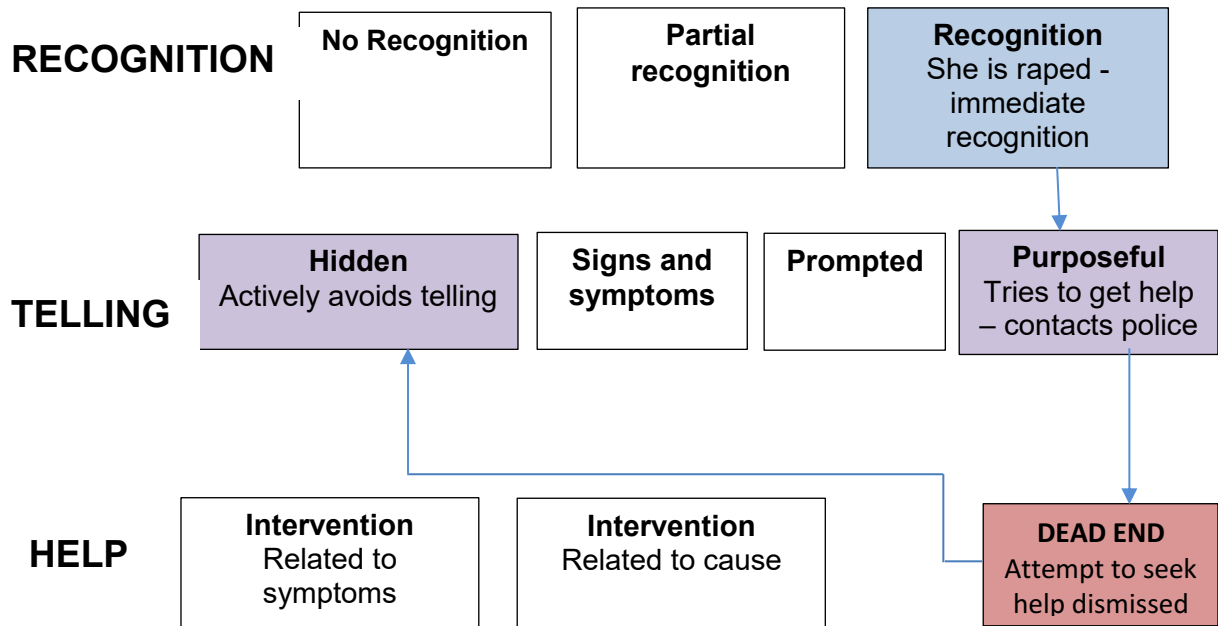 RECOGNITION
No Recognition
Partial
recognition
Recognition
She is raped -
immediate
recognition
TELLING
Hidden
Actively avoids telling
Signs and
symptoms
Prompted
Purposeful
Tries to get help
– contacts police
HELP
Intervention
Related to
symptoms
Intervention
Related to cause
DEAD END
Attempt to seek
help dismissed